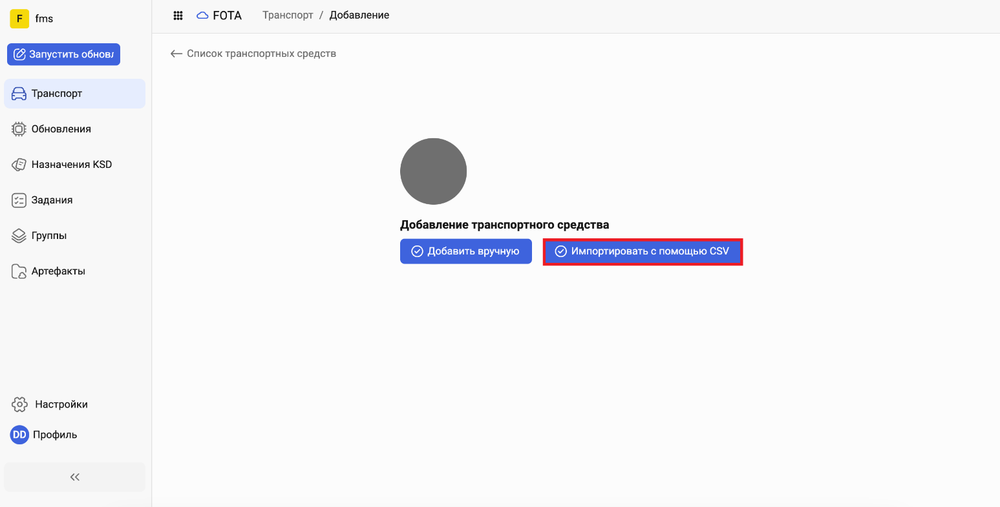 F fms
FOTA Транспорт / Добавление
Запустить обнов
Список транспортных средств
Транспорт
Обновления
Назначения KSD
Задания
Группы
Артефакты
Добавление транспортного средства
Добавить вручную
Импортировать с помощью CSV
Настройки
DD Профиль